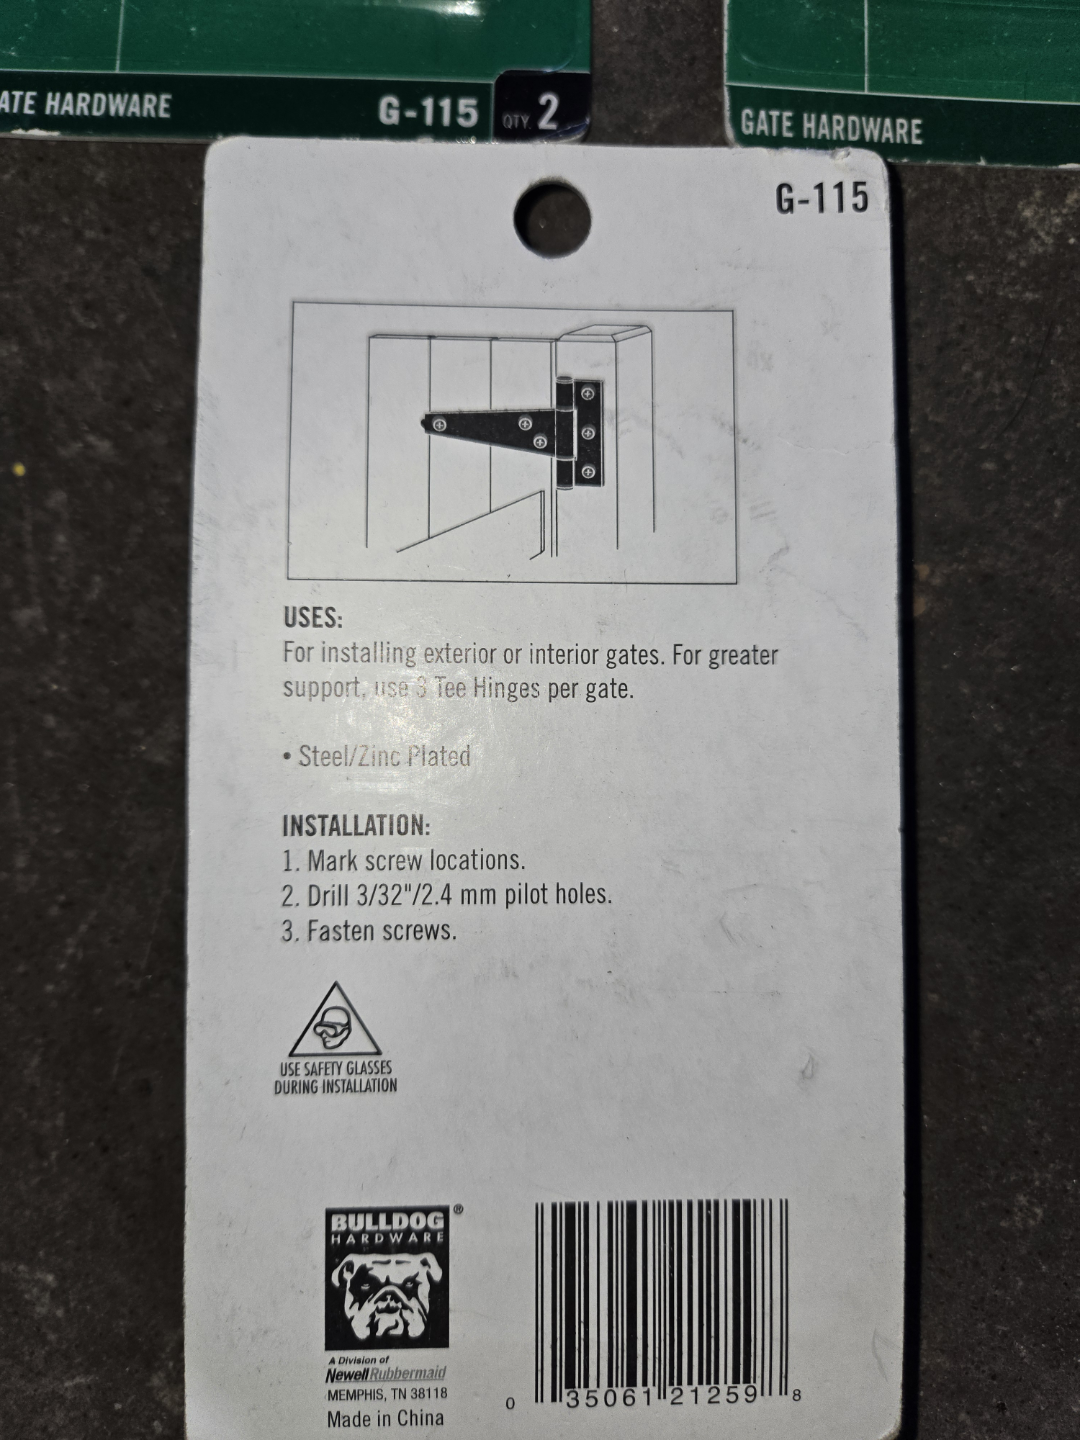 ATE HARDWARE
G-115
QTY. 2
GATE HARDWARE
G-115
USES:
For installing exterior or interior gates. For greater
support, use 3 Tee Hinges per gate.
• Steel/Zinc Plated
INSTALLATION:
1. Mark screw locations.
2. Drill 3/32"/2.4 mm pilot holes.
3. Fasten screws.
USE SAFETY GLASSES
DURING INSTALLATION
BULLDOG®
HARDWARE
A Division of
Newell Rubbermaid
MEMPHIS, TN 38118
Made in China
0 35061 21259 8